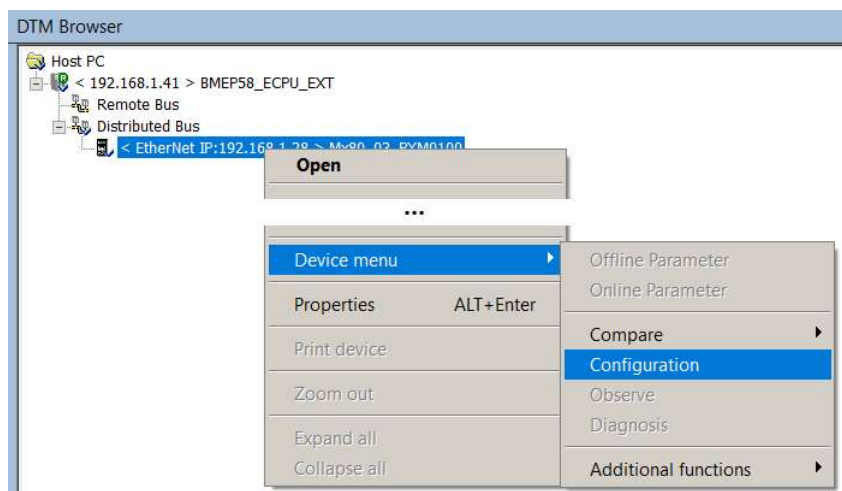 DTM Browser
Host PC
< 192.168.1.41 > BMEP58_ECPU_EXT
Remote Bus
Distributed Bus
< EtherNet IP:192.168.1.28 > Mx80_03_PXM0100
Open
...
Device menu
Properties ALT+Enter
Print device
Zoom out
Expand all
Collapse all
Offline Parameter
Online Parameter
Compare
Configuration
Observe
Diagnosis
Additional functions